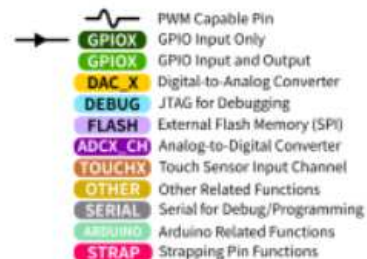 PWM Capable Pin
GPIOX GPIO Input Only
GPIOX GPIO Input and Output
DAC_X Digital-to-Analog Converter
DEBUG JTAG for Debugging
FLASH External Flash Memory (SPI)
ADCX_CH Analog-to-Digital Converter
TOUCHX Touch Sensor Input Channel
OTHER Other Related Functions
SERIAL Serial for Debug/Programming
ARDUINO Arduino Related Functions
STRAP Strapping Pin Functions